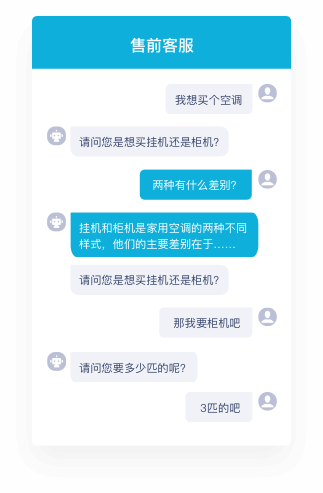 售前客服
我想买个空调
请问您是想买挂机还是柜机?
两种有什么差别?
挂机和柜机是家用空调的两种不同
样式，他们的主要差别在于......
请问您是想买挂机还是柜机?
那我要柜机吧
请问您要多少匹的呢?
3匹的吧